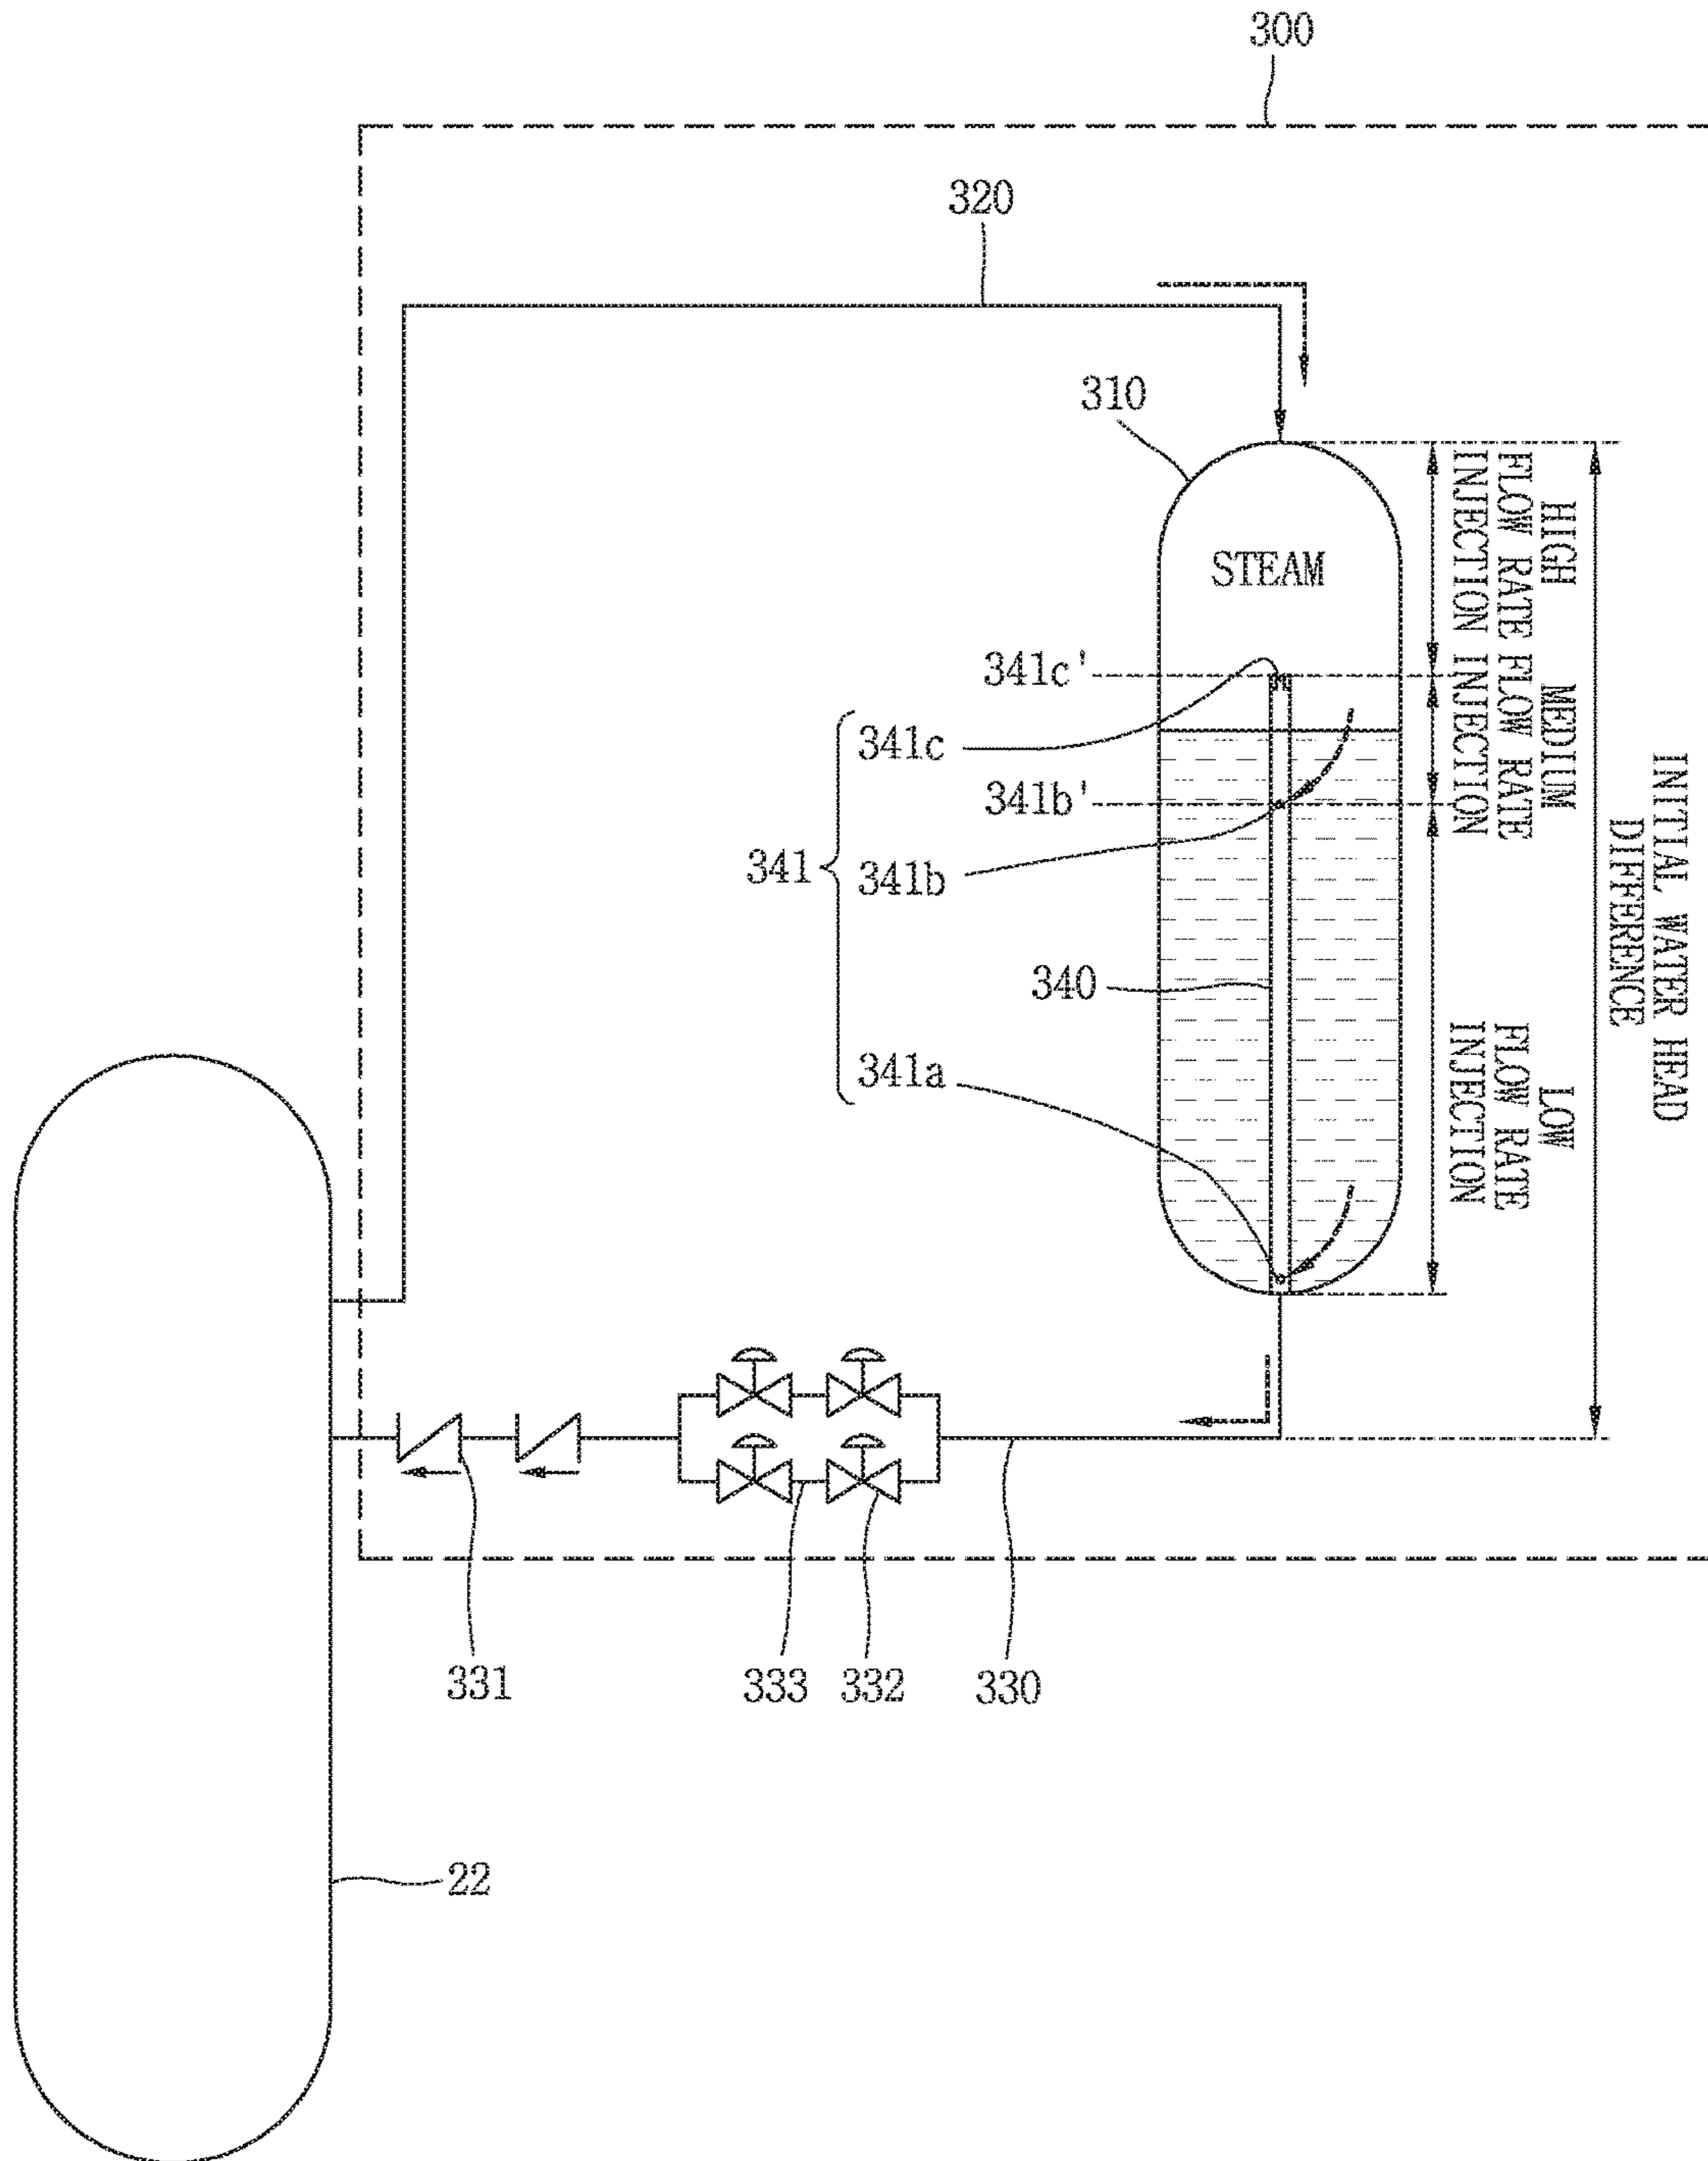 300
320
310
STEAM
341c'
341c
341b'
341
341b
340
341a
HIGH
FLOW RATE
INJECTION
MEDIUM
FLOW RATE
INJECTION
LOW
FLOW RATE
INJECTION
INITIAL WATER HEAD
DIFFERENCE
331
333
332
330
22